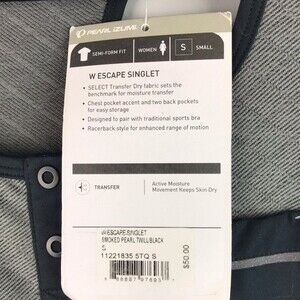 PEARL iZUMi
SEMI-FORM FIT WOMEN S SMALL
W ESCAPE SINGLET
• SELECT Transfer Dry fabric sets the
benchmark for moisture transfer
• Chest pocket accent and two back pockets
for easy storage
• Designed to pair with traditional sports bra
• Racerback style for enhanced range of motion
TRANSFER
Active Moisture
Movement Keeps Skin Dry
W ESCAPE SINGLET
SMOKED PEARL TWILL/BLACK
S
11221835 5TQ S
$50.00